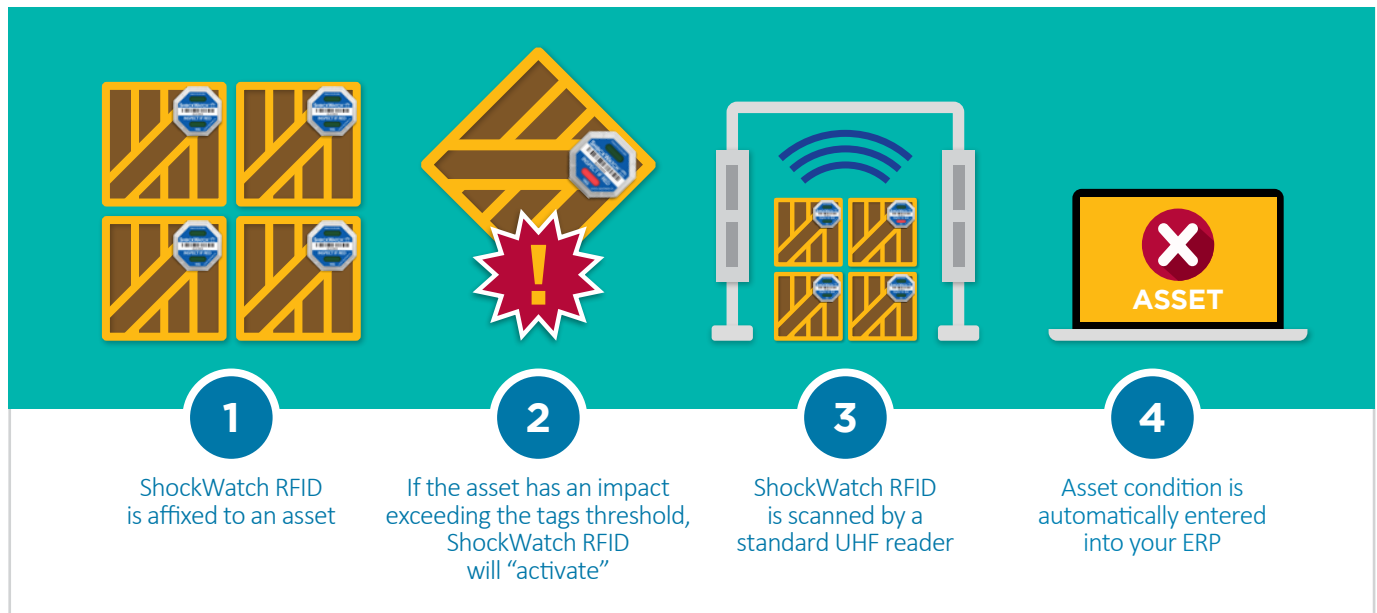 !
ASSET
1
ShockWatch RFID
is affixed to an asset
2
If the asset has an impact
exceeding the tags threshold,
ShockWatch RFID
will “activate”
3
ShockWatch RFID
is scanned by a
standard UHF reader
4
Asset condition is
automatically entered
into your ERP